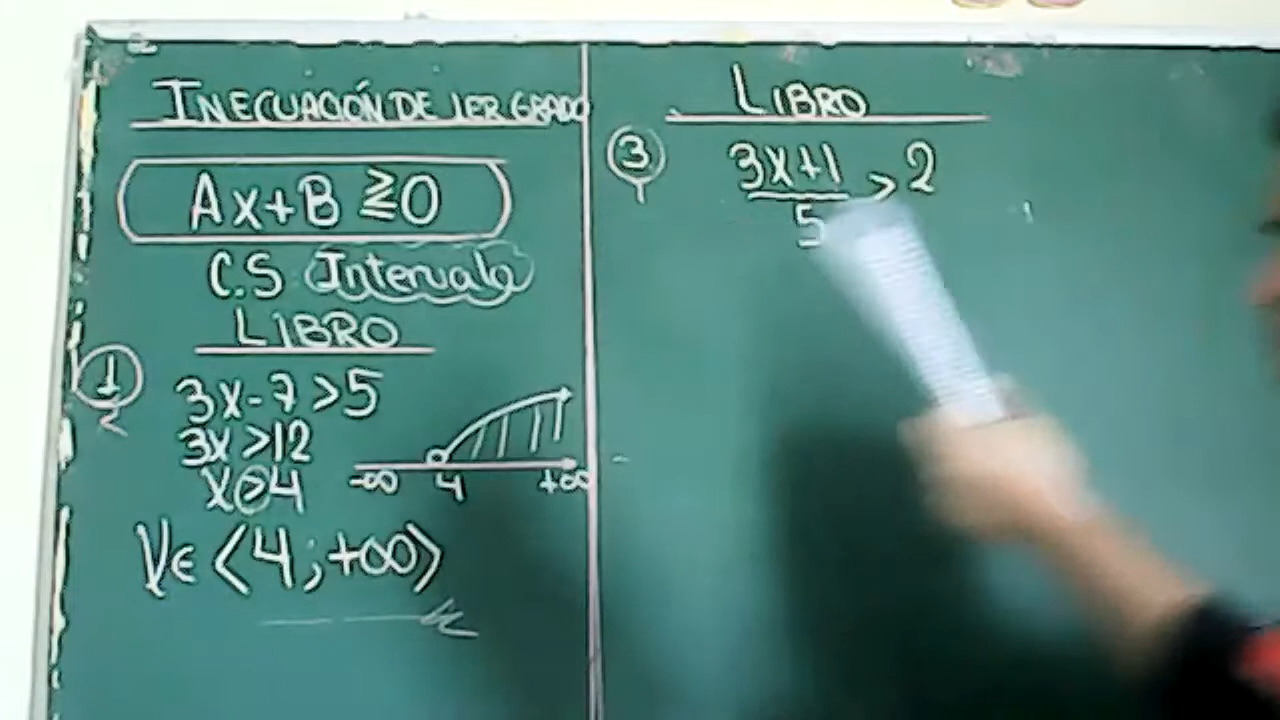 INECUACIÓN DE 1ER GRADO
Ax+B ⋛ 0
C.S Intervalo
LIBRO
1
3x-7>5
3x>12
x>4
-∞ 4 +∞
∨∈ ⟨4;+∞⟩
LIBRO
3
3x+1
> 2
5